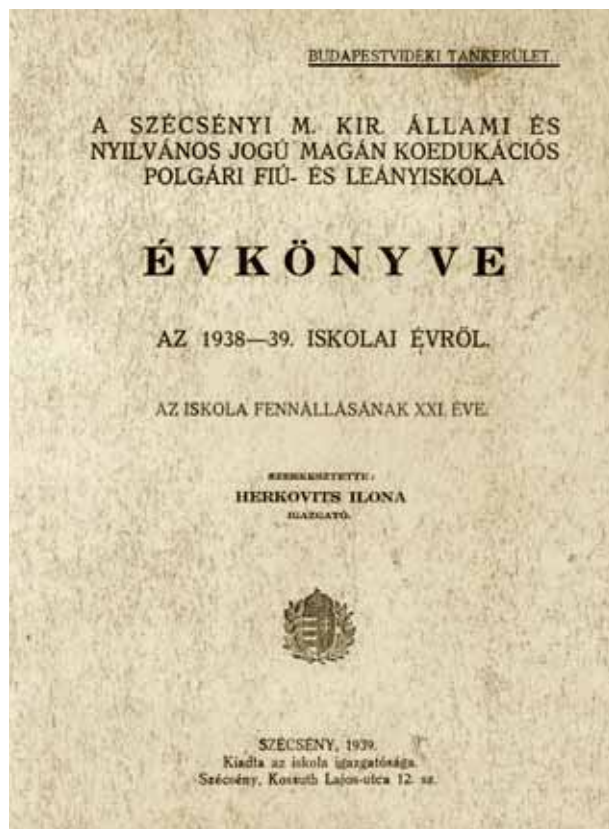 BUDAPESTVIDÉKI TANKERÜLET.
A SZÉCSÉNYI M. KIR. ÁLLAMI ÉS
NYILVÁNOS JOGÚ MAGÁN KOEDUKÁCIÓS
POLGÁRI FIÚ- ÉS LEÁNYISKOLA
ÉVKÖNYVE
AZ 1938—39. ISKOLAI ÉVRŐL.
AZ ISKOLA FENNÁLLÁSÁNAK XXI. ÉVE.
SZERKESZTETTE:
HERKOVITS ILONA
IGAZGATÓ.
SZÉCSÉNY, 1939.
Kiadta az iskola igazgatósága.
Szécsény, Kossuth Lajos-utca 12. sz.